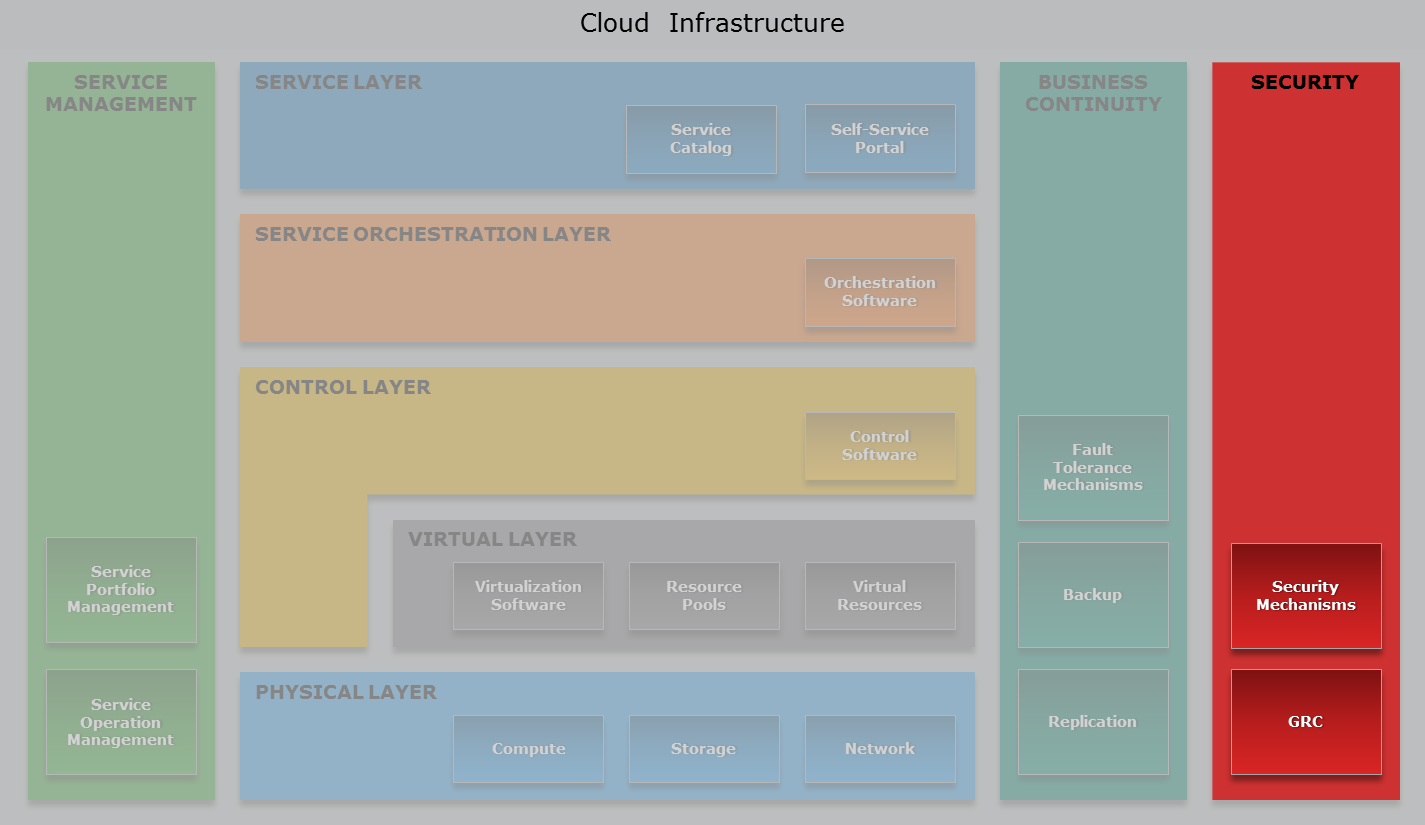 Cloud Infrastructure
SERVICE
MANAGEMENT
Service
Portfolio
Management
Service
Operation
Management
SERVICE LAYER
Service
Catalog
Self-Service
Portal
SERVICE ORCHESTRATION LAYER
Orchestration
Software
CONTROL LAYER
Control
Software
VIRTUAL LAYER
Virtualization
Software
Resource
Pools
Virtual
Resources
PHYSICAL LAYER
Compute
Storage
Network
BUSINESS
CONTINUITY
Fault
Tolerance
Mechanisms
Backup
Replication
SECURITY
Security
Mechanisms
GRC